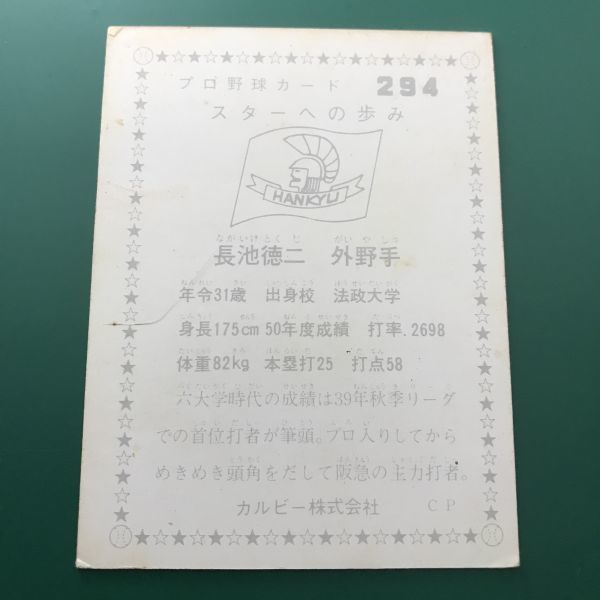 プロ野球カード 294
スターへの歩み
HANKYU
長池徳二 外野手
年令31歳 出身校 法政大学
身長175cm 50年度成績 打率.2698
体重82kg 本塁打25 打点58
六大学時代の成績は39年秋季リーグ
での首位打者が筆頭。プロ入りしてから
めきめき頭角をだして阪急の主力打者。
カルビー株式会社 CP